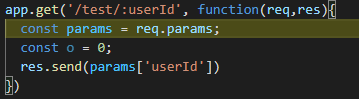 app.get('/test/:userId', function(req,res){
const params = req.params;
const o = 0;
res.send(params['userId'])
})